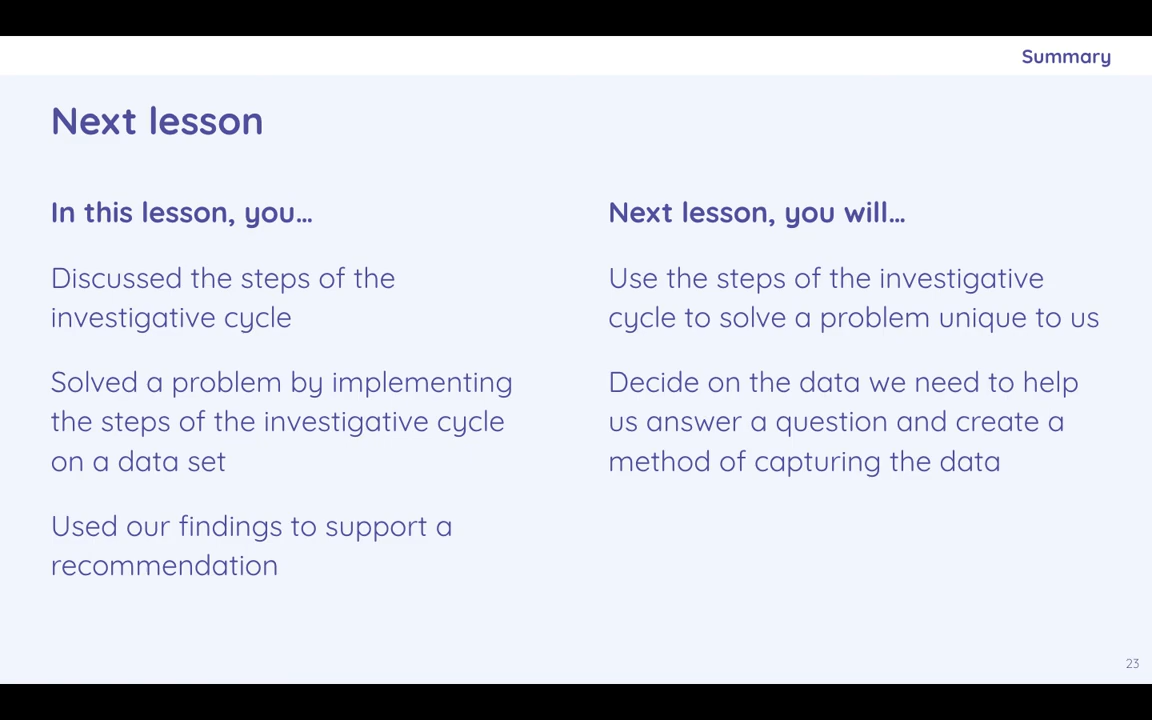 Summary
Next lesson
In this lesson, you...
Discussed the steps of the
investigative cycle
Solved a problem by implementing
the steps of the investigative cycle
on a data set
Used our findings to support a
recommendation
Next lesson, you will...
Use the steps of the investigative
cycle to solve a problem unique to us
Decide on the data we need to help
us answer a question and create a
method of capturing the data
23